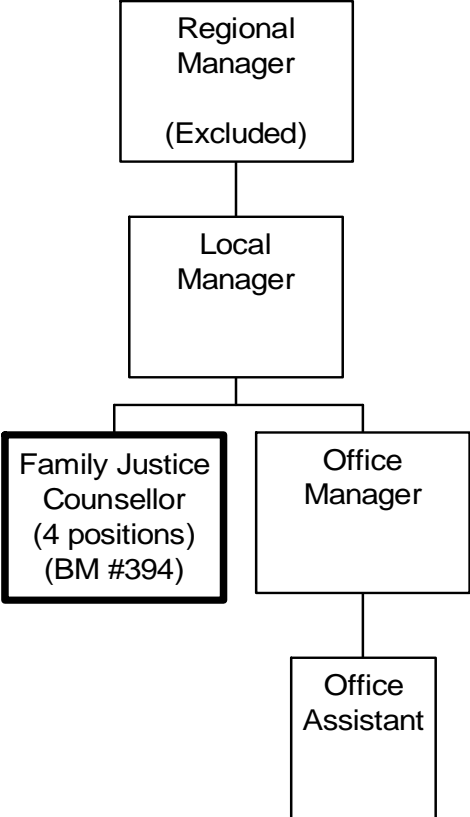 Regional
Manager
(Excluded)
Local
Manager
Family Justice
Counsellor
(4 positions)
(BM #394)
Office
Manager
Office
Assistant